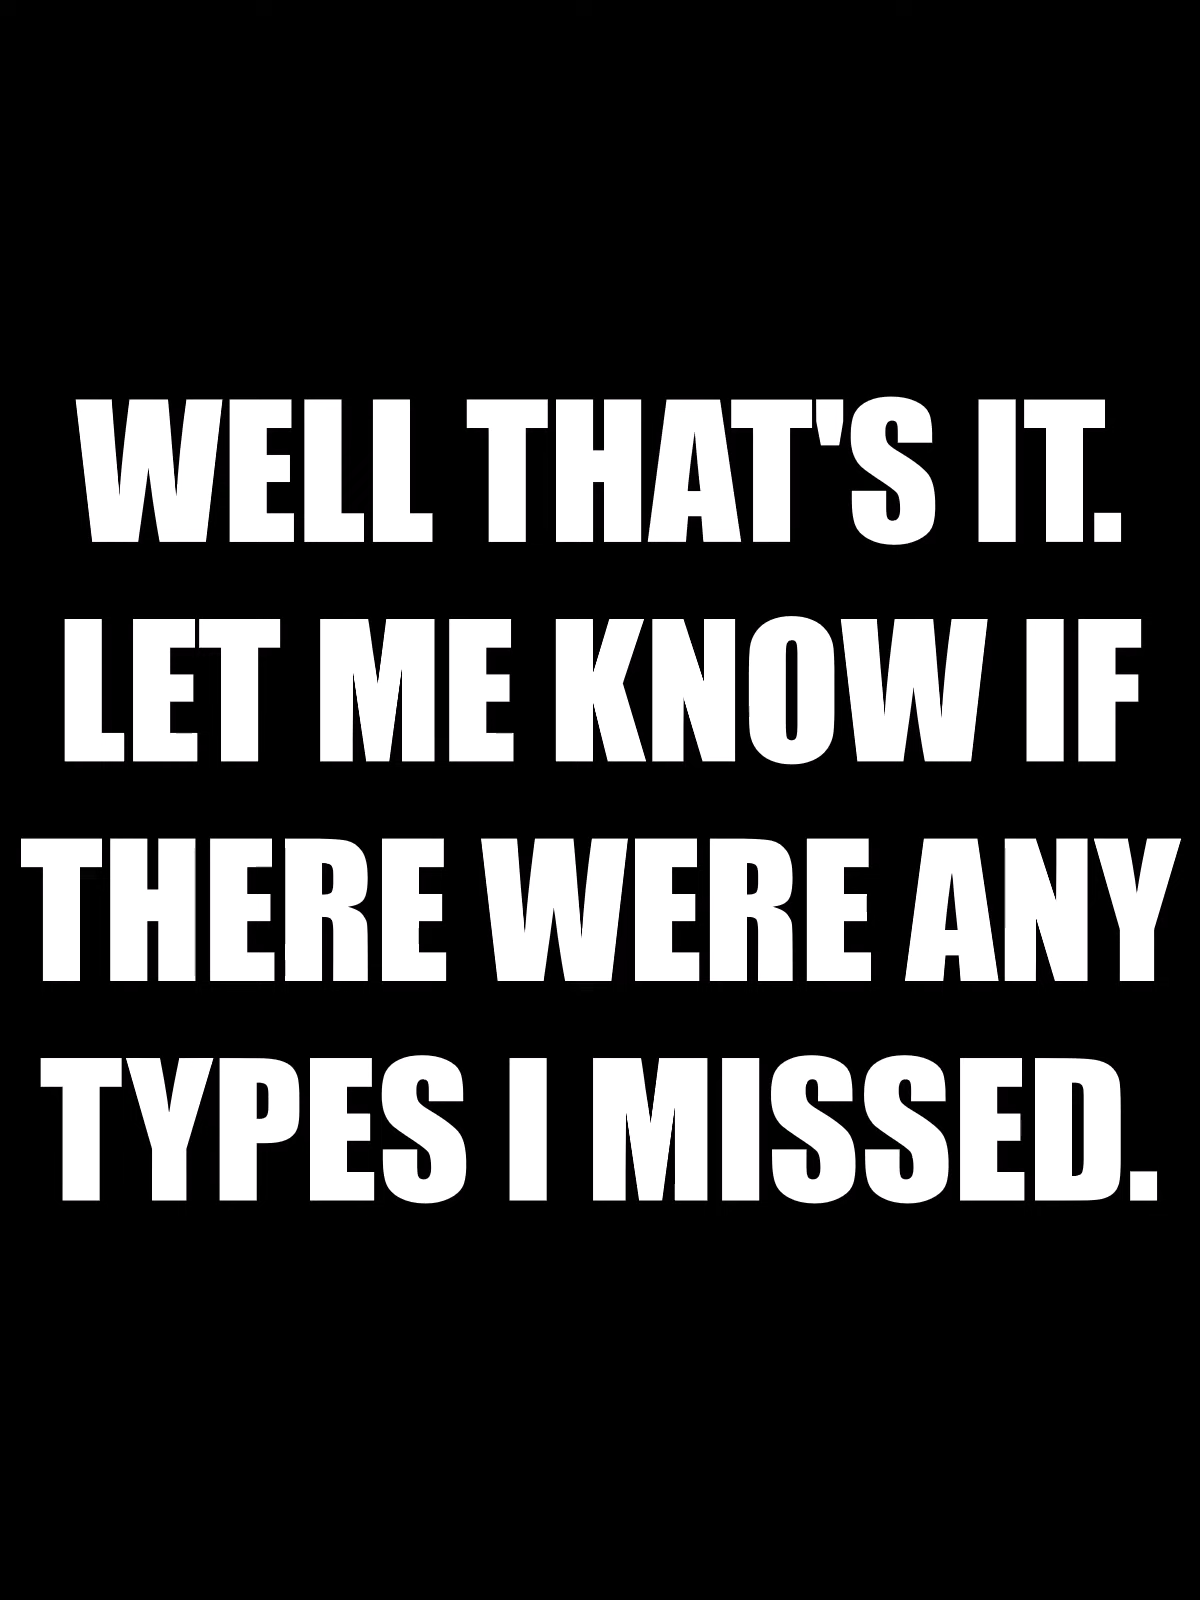 WELL THAT'S IT.
LET ME KNOW IF
THERE WERE ANY
TYPES I MISSED.